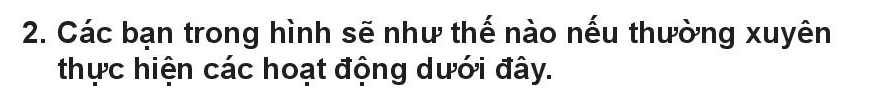 2. Các bạn trong hình sẽ như thế nào nếu thường xuyên
thực hiện các hoạt động dưới đây.